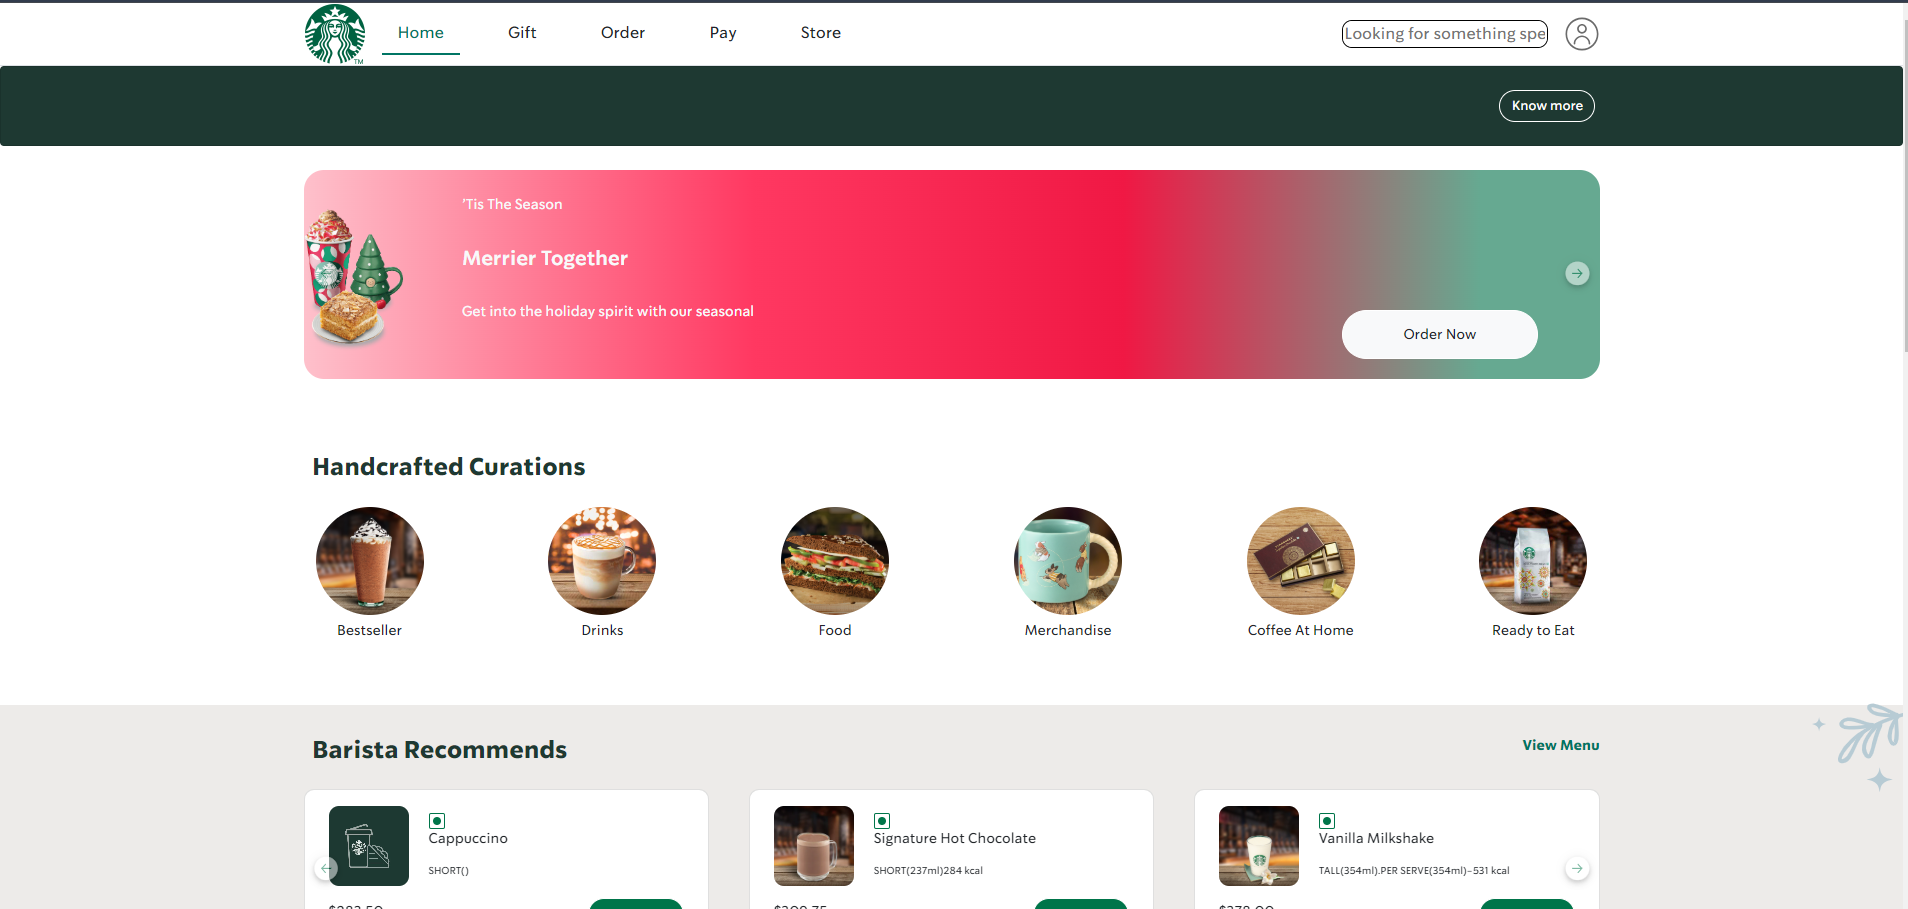 Home
Gift
Order
Pay
Store
Looking for something spe
TM
Know more
'Tis The Season
Merrier Together
Get into the holiday spirit with our seasonal
Order Now
Handcrafted Curations
Bestseller
Drinks
Food
Merchandise
Coffee At Home
Ready to Eat
Barista Recommends
View Menu
Cappuccino
SHORT()
Signature Hot Chocolate
SHORT(237ml)284 kcal
Vanilla Milkshake
TALL(354ml).PER SERVE(354ml)-531 kcal